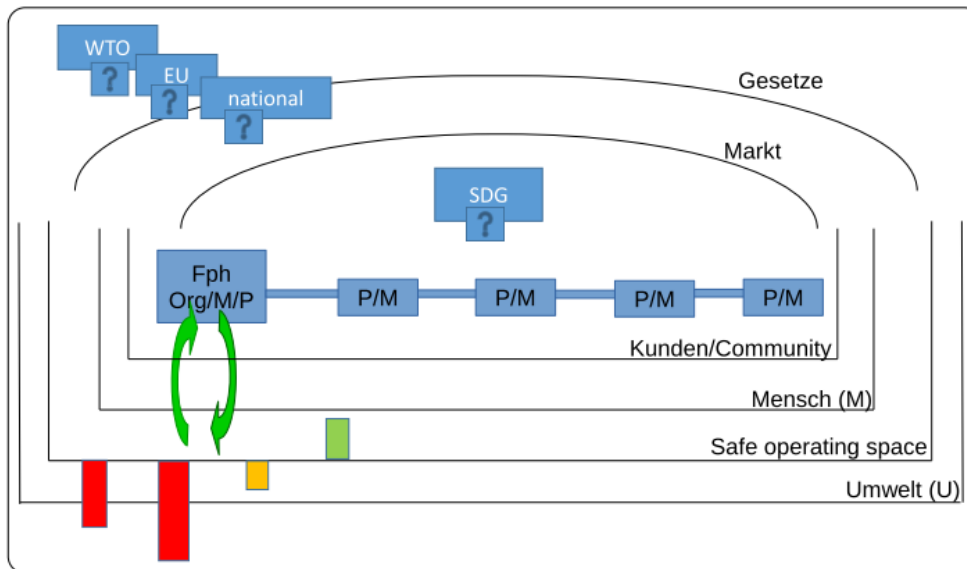 WTO
?
EU
?
national
?
Gesetze
Markt
SDG
?
Fph
Org/M/P
P/M
P/M
P/M
P/M
Kunden/Community
Mensch (M)
Safe operating space
Umwelt (U)